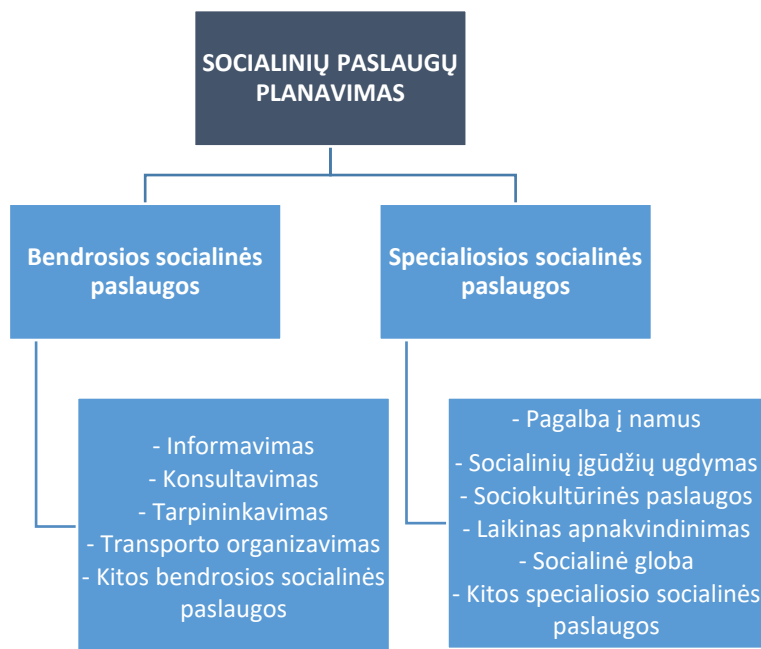 SOCIALINIŲ PASLAUGŲ
PLANAVIMAS
Bendrosios socialinės
paslaugos
Specialiosios socialinės
paslaugos
- Informavimas
- Konsultavimas
- Tarpininkavimas
- Transporto organizavimas
- Kitos bendrosios socialinės
paslaugos
- Pagalba į namus
- Socialinių įgūdžių ugdymas
- Sociokultūrinės paslaugos
- Laikinas apnakvindinimas
- Socialinė globa
- Kitos specialiosio socialinės
paslaugos